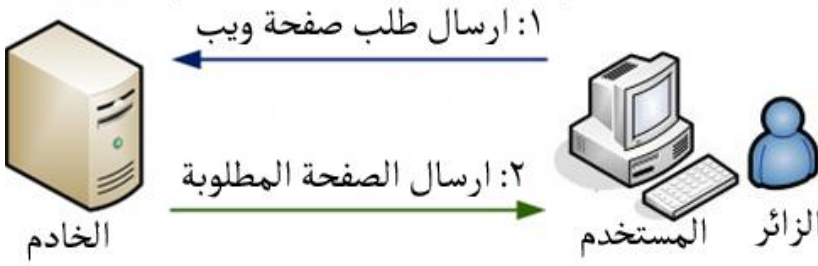 ١: ارسال طلب صفحة ويب
٢: ارسال الصفحة المطلوبة
الخادم
المستخدم
الزائر